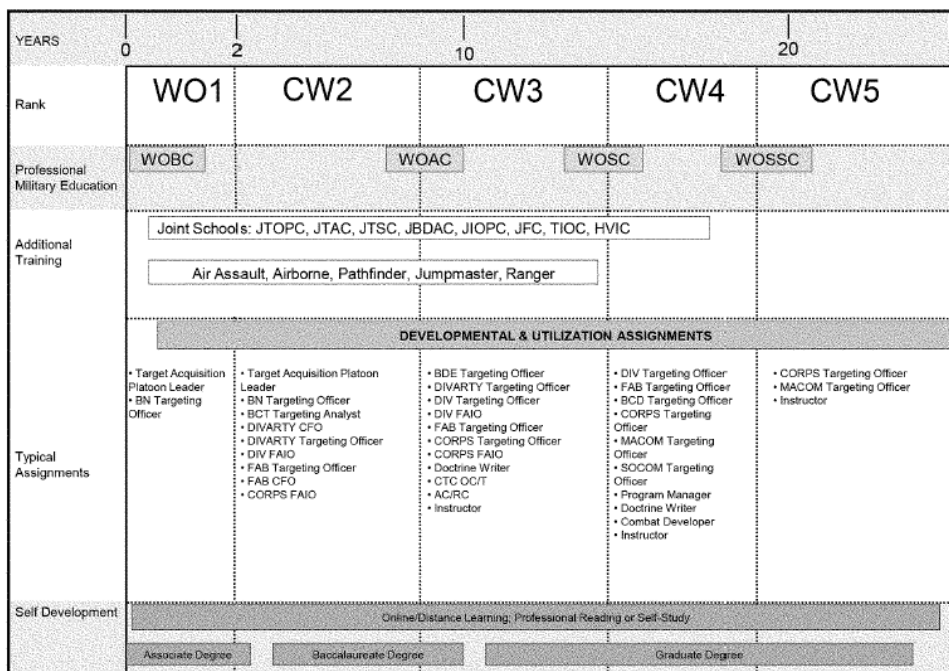 YEARS
0 2 10 20
Rank
WO1 CW2 CW3 CW4 CW5
Professional
Military Education
WOBC WOAC WOSC WOSSC
Additional
Training
Joint Schools: JTOPC, JTAC, JTSC, JBDAC, JIOPC, JFC, TIOC, HVIC
Air Assault, Airborne, Pathfinder, Jumpmaster, Ranger
DEVELOPMENTAL & UTILIZATION ASSIGNMENTS
Typical
Assignments
• Target Acquisition
Platoon Leader
• BN Targeting
Officer
• Target Acquisition Platoon
Leader
• BN Targeting Officer
• BCT Targeting Analyst
• DIVARTY CFO
• DIVARTY Targeting Officer
• DIV FAIO
• FAB Targeting Officer
• FAB CFO
• CORPS FAIO
• BDE Targeting Officer
• DIVARTY Targeting Officer
• DIV Targeting Officer
• DIV FAIO
• FAB Targeting Officer
• CORPS Targeting Officer
• CORPS FAIO
• Doctrine Writer
• CTC OC/T
• AC/RC
• Instructor
• DIV Targeting Officer
• FAB Targeting Officer
• BCD Targeting Officer
• CORPS Targeting
Officer
• MACOM Targeting
Officer
• SOCOM Targeting
Officer
• Program Manager
• Doctrine Writer
• Combat Developer
• Instructor
• CORPS Targeting Officer
• MACOM Targeting Officer
• Instructor
Self Development
Online/Distance Learning; Professional Reading or Self-Study
Associate Degree
Baccalaureate Degree
Graduate Degree